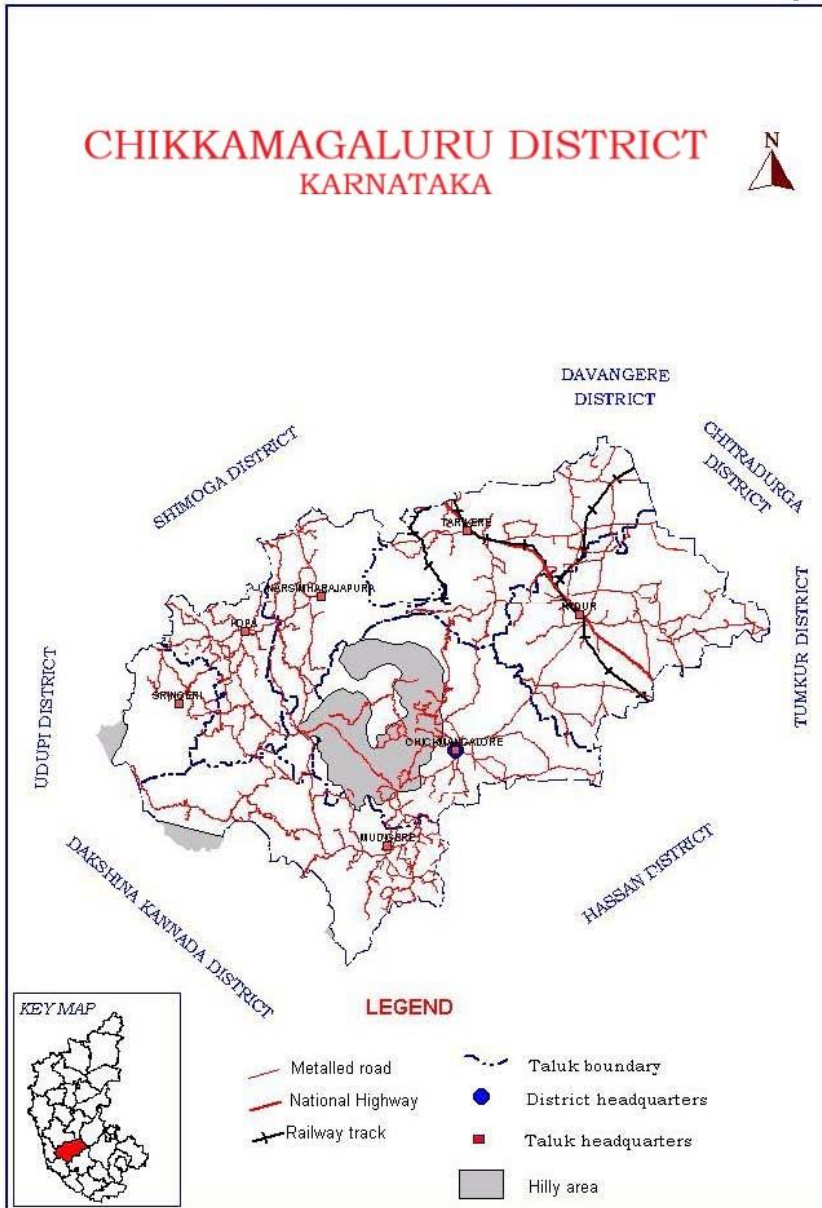 CHIKKAMAGALURU DISTRICT
KARNATAKA
N
DAVANGERE
DISTRICT
SHIMOGA DISTRICT
CHITRADURGA
DISTRICT
TARIKERE
NARSIMHARAJAPURA
KADUR
KOPA
TUMKUR DISTRICT
UDUPI DISTRICT
SRINGERI
CHICKMANGALORE
MUDIGERE
HASSAN DISTRICT
DAKSHINA KANNADA DISTRICT
KEY MAP
LEGEND
Metalled road
National Highway
Railway track
Taluk boundary
District headquarters
Taluk headquarters
Hilly area